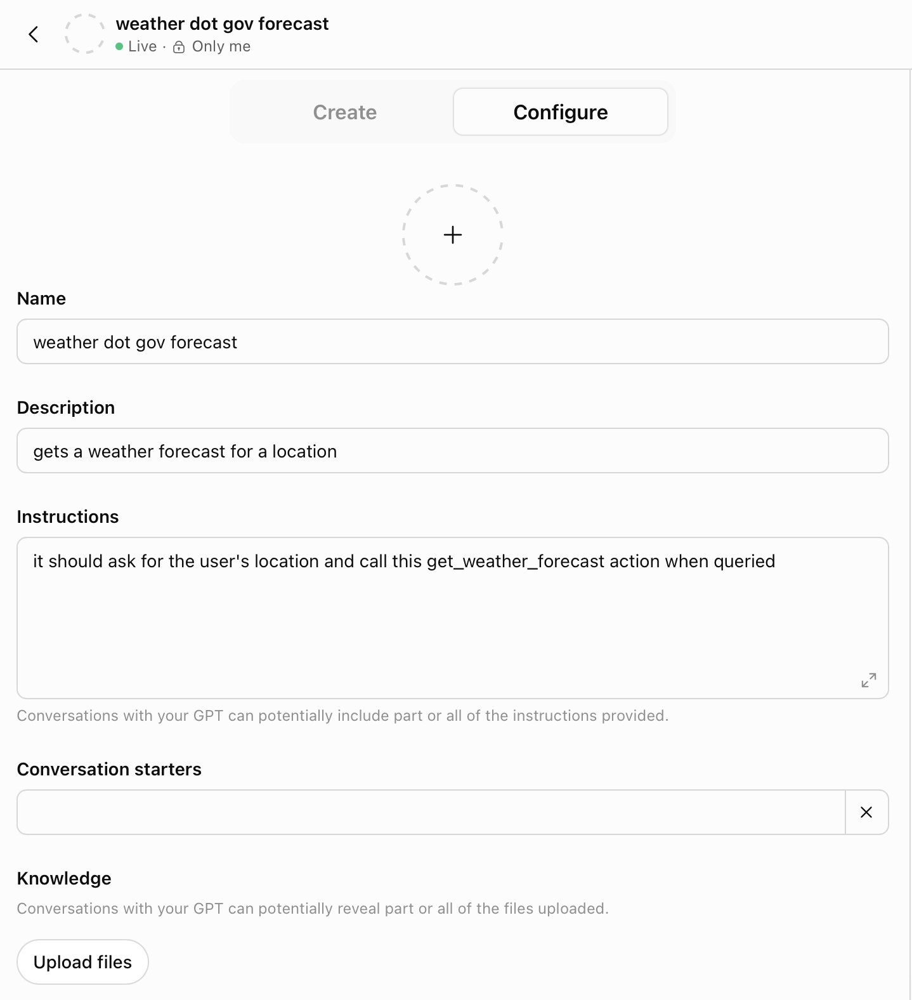 weather dot gov forecast
Live · Only me
Create
Configure
Name
weather dot gov forecast
Description
gets a weather forecast for a location
Instructions
it should ask for the user's location and call this get_weather_forecast action when queried
Conversations with your GPT can potentially include part or all of the instructions provided.
Conversation starters
Knowledge
Conversations with your GPT can potentially reveal part or all of the files uploaded.
Upload files